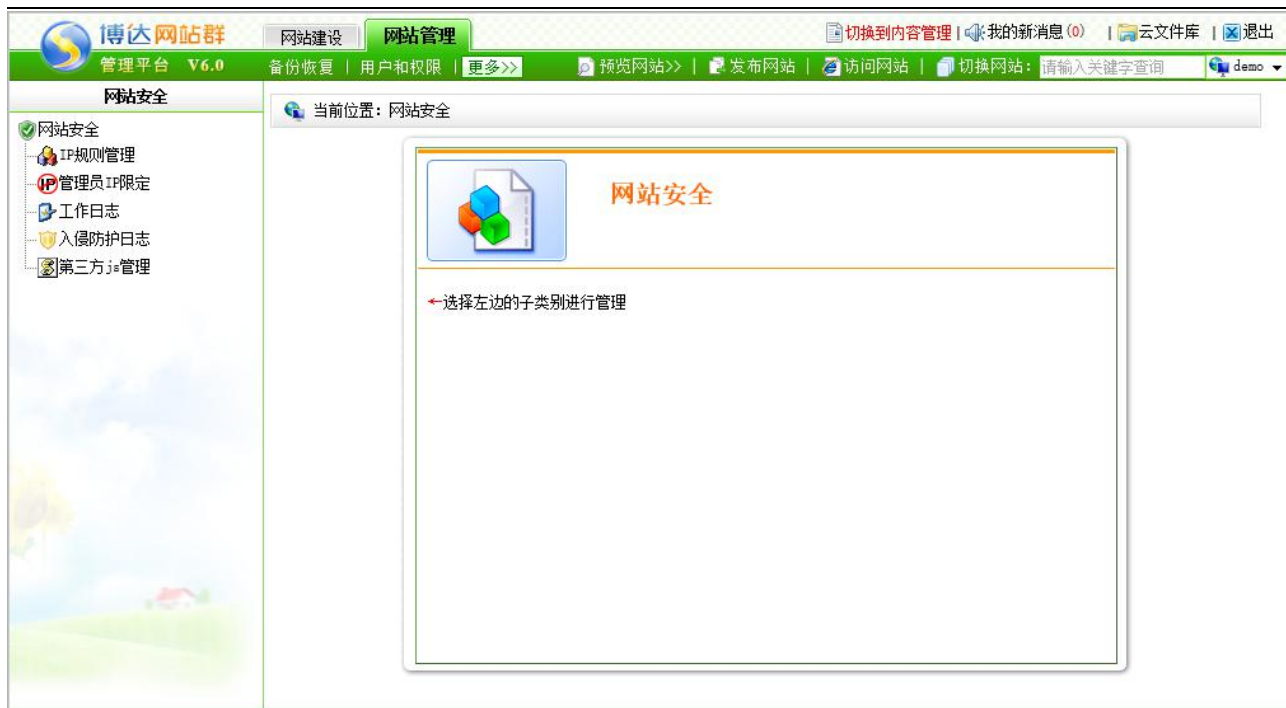 博达网站群
管理平台 V6.0
网站建设 网站管理
切换到内容管理 | 我的新消息(0) | 云文件库 | 退出
备份恢复 | 用户和权限 | 更多>> 预览网站>> | 发布网站 | 访问网站 | 切换网站: 请输入关键字查询 demo
网站安全
当前位置: 网站安全
网站安全
IP规则管理
IP 管理员IP限定
工作日志
入侵防护日志
第三方js管理
网站安全
←选择左边的子类别进行管理